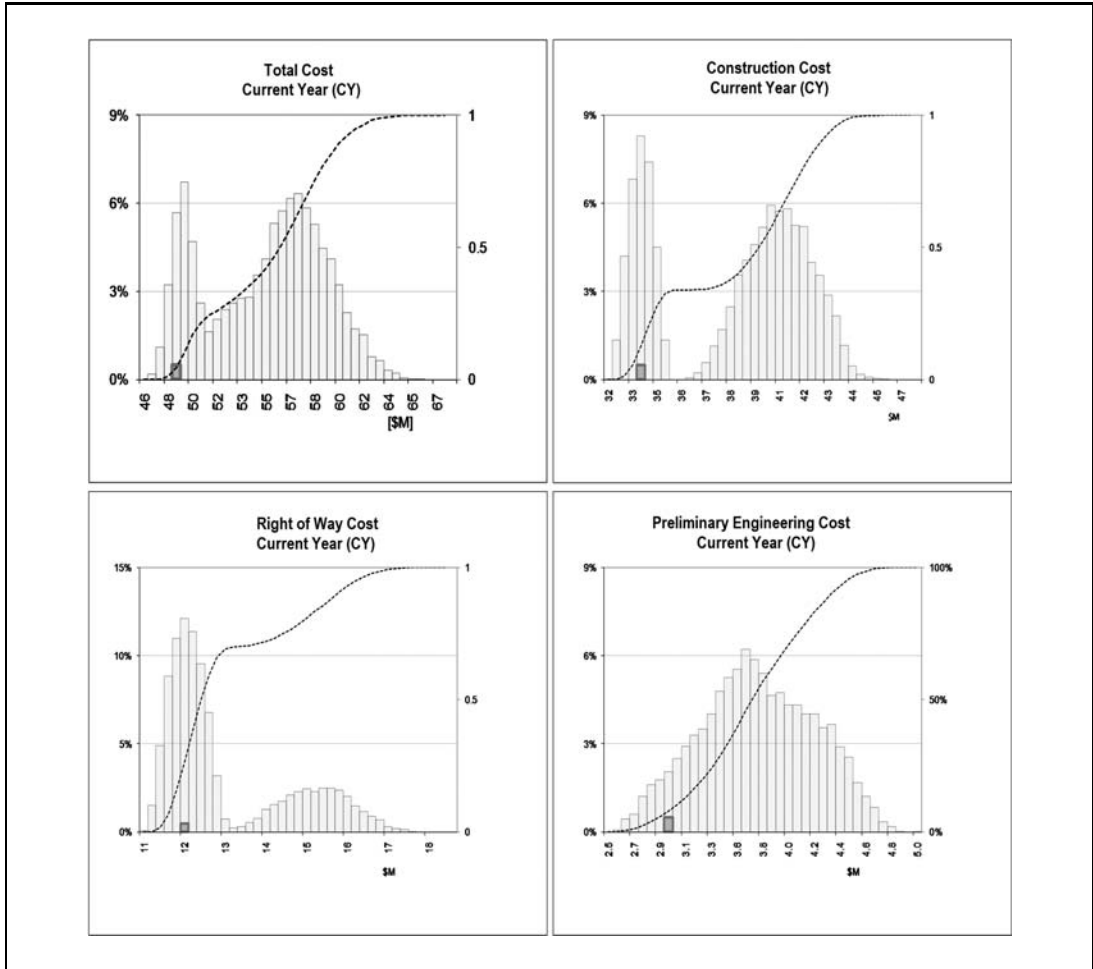 Total Cost
Current Year (CY)
9%
6%
3%
0%
1
0.5
0
46 48 50 52 53 55 57 58 60 62 64 65 67
[$M]
Construction Cost
Current Year (CY)
9%
6%
3%
0%
1
0.5
0
32 33 35 36 37 38 39 41 42 43 44 45 47
$M
Right of Way Cost
Current Year (CY)
15%
10%
5%
0%
1
0.5
0
11 12 13 14 15 16 17 18
$M
Preliminary Engineering Cost
Current Year (CY)
9%
6%
3%
0%
100%
50%
0%
2.5 2.7 2.9 3.1 3.3 3.6 3.8 4.0 4.2 4.4 4.6 4.8 5.0
$M